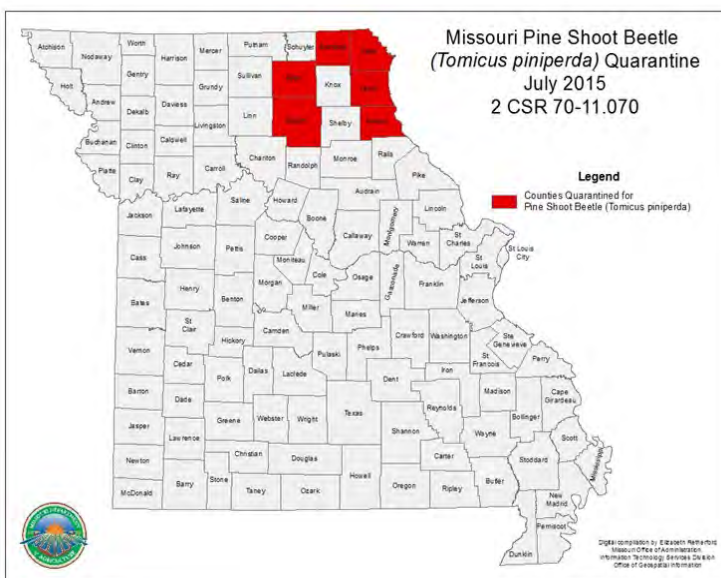 Missouri Pine Shoot Beetle
(Tomicus piniperda) Quarantine
July 2015
2 CSR 70-11.070
Legend
Counties Quarantined for
Pine Shoot Beetle (Tomicus piniperda)
Atchison
Nodaway
Worth
Harrison
Mercer
Putnam
Schuyler
Holt
Gentry
Sullivan
Grundy
Knox
Andrew
Dekalb
Daviess
Livingston
Linn
Shelby
Buchanan
Clinton
Caldwell
Chariton
Monroe
Ralls
Platte
Clay
Ray
Carroll
Randolph
Pike
Audrain
Jackson
Lafayette
Saline
Howard
Boone
Callaway
Montgomery
Lincoln
Warren
St
Charles
St Louis
City
St
Louis
Cass
Johnson
Pettis
Cooper
Moniteau
Cole
Osage
Gasconade
Franklin
Jefferson
Bates
Henry
Benton
Morgan
Miller
Maries
St
Clair
Hickory
Camden
Crawford
Washington
Ste
Genevieve
St
Francois
Perry
Vernon
Cedar
Polk
Dallas
Laclede
Pulaski
Phelps
Dent
Iron
Madison
Cape
Girardeau
Barton
Dade
Greene
Webster
Wright
Texas
Reynolds
Bollinger
Jasper
Lawrence
Shannon
Wayne
Scott
Newton
Christian
Douglas
Carter
Stoddard
Mississippi
McDonald
Barry
Stone
Taney
Ozark
Howell
Oregon
Ripley
Butler
New
Madrid
Pemiscot
Dunklin
Digital compilation by Elizabeth Retherford
Missouri Office of Administration
Information Technology Services Division
Office of Geospatial Information